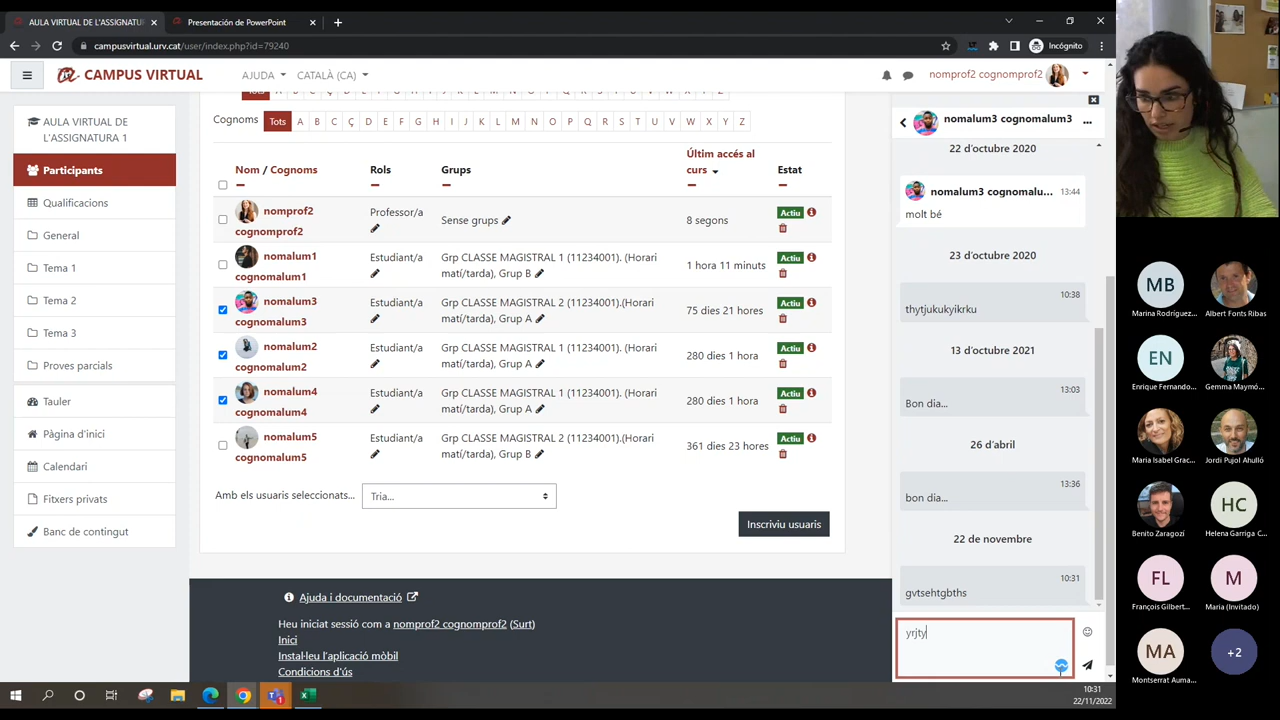 AULA VIRTUAL DE L'ASSIGNATUR
Presentación de PowerPoint
campusvirtual.urv.cat/user/index.php?id=79240
Incógnito
CAMPUS VIRTUAL
AJUDA
CATALÀ (CA)
nomprof2 cognomprof2
AULA VIRTUAL DE
L'ASSIGNATURA 1
Participants
Qualificacions
General
Tema 1
Tema 2
Tema 3
Proves parcials
Tauler
Pàgina d'inici
Calendari
Fitxers privats
Banc de contingut
Cognoms Tots A B C Ç D E F G H I J K L M N O P Q R S T U V W X Y Z
Nom / Cognoms Rols Grups Últim accés al curs Estat
nomprof2 cognomprof2 Professor/a Sense grups 8 segons Actiu
nomalum1 cognomalum1 Estudiant/a Grp CLASSE MAGISTRAL 1 (11234001). (Horari matí/tarda), Grup B 1 hora 11 minuts Actiu
nomalum3 cognomalum3 Estudiant/a Grp CLASSE MAGISTRAL 2 (11234001).(Horari matí/tarda), Grup A 75 dies 21 hores Actiu
nomalum2 cognomalum2 Estudiant/a Grp CLASSE MAGISTRAL 1 (11234001). (Horari matí/tarda), Grup A 280 dies 1 hora Actiu
nomalum4 cognomalum4 Estudiant/a Grp CLASSE MAGISTRAL 1 (11234001). (Horari matí/tarda), Grup A 280 dies 1 hora Actiu
nomalum5 cognomalum5 Estudiant/a Grp CLASSE MAGISTRAL 2 (11234001).(Horari matí/tarda), Grup B 361 dies 23 hores Actiu
Amb els usuaris seleccionats... Tria...
Inscriviu usuaris
Ajuda i documentació
Heu iniciat sessió com a nomprof2 cognomprof2 (Surt)
Inici
Instal·leu l'aplicació mòbil
Condicions d'ús
nomalum3 cognomalum3
22 d'octubre 2020
nomalum3 cognomalu... 13:44
molt bé
23 d'octubre 2020
10:38
thytjukukyikrku
13 d'octubre 2021
13:03
Bon dia...
26 d'abril
13:36
bon dia...
22 de novembre
10:31
gvtsehtgbths
yrjty
10:31
22/11/2022
MB
Marina Rodríguez...
Albert Fonts Ribas
EN
Enrique Fernando...
Gemma Maymó...
Maria Isabel Grac...
Jordi Pujol Ahulló
Benito Zaragozí
HC
Helena Garriga C...
FL
François Gilbert...
M
Maria (Invitado)
MA
Montserrat Auma...
+2